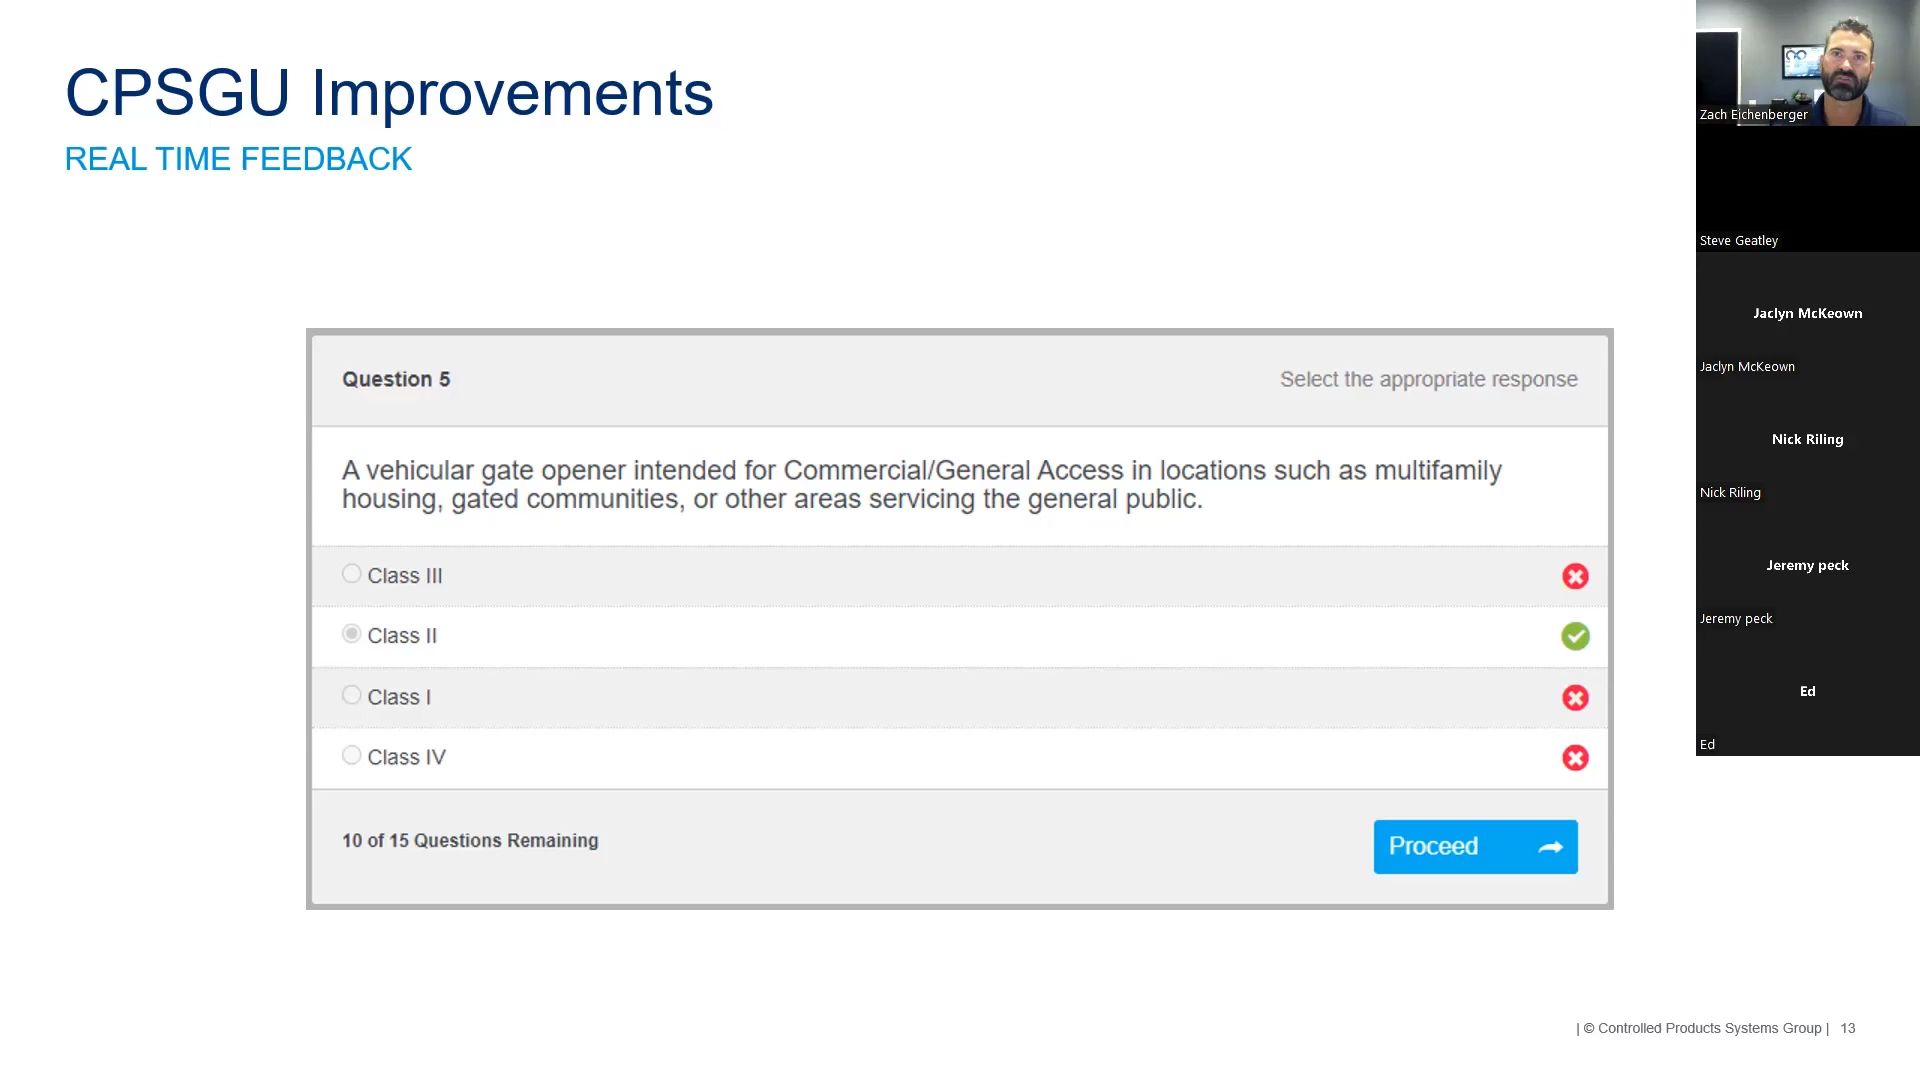 CPSGU Improvements
REAL TIME FEEDBACK
Question 5
Select the appropriate response
A vehicular gate opener intended for Commercial/General Access in locations such as multifamily
housing, gated communities, or other areas servicing the general public.
Class III
Class II
Class I
Class IV
10 of 15 Questions Remaining
Proceed
| © Controlled Products Systems Group | 13
Zach Eichenberger
Steve Geatley
Jaclyn McKeown
Jaclyn McKeown
Nick Riling
Nick Riling
Jeremy peck
Jeremy peck
Ed
Ed